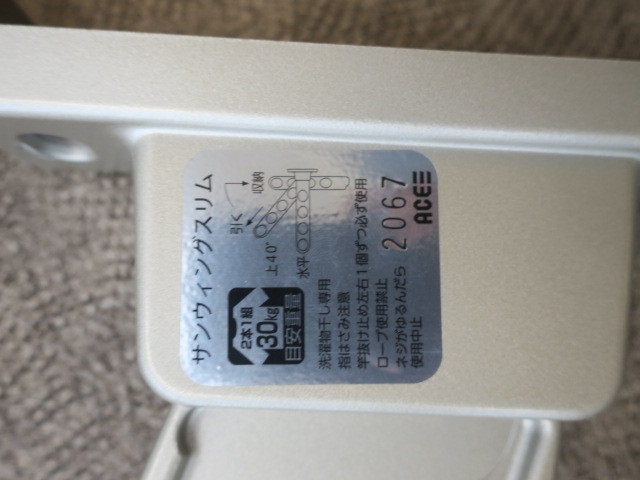 サンウィングスリム
2本1組
30kg
目安重量
収納
引く
上40°
水平
洗濯物干し専用
指はさみ注意
竿抜け止め左右1個ずつ必ず使用
ロープ使用禁止
ネジがゆるんだら
使用中止
2067
ACE